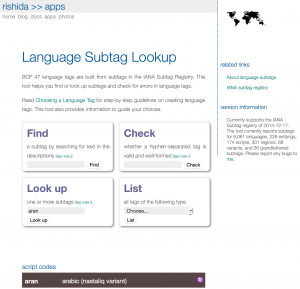 rishida >> apps
home blog docs apps photos
Language Subtag Lookup
BCP 47 language tags are built from subtags in the IANA Subtag Registry. This
tool helps you find or look up subtags and check for errors in language tags.
Read Choosing a Language Tag for step-by-step guidelines on creating language
tags. This tool also provides information to guide your choices.
Find
a subtag by searching for text in the
descriptions See note 2.
Find
Check
whether a hyphen-separated tag is
valid and well-formed See note 4.
Check
Look up
one or more subtags See note 3.
aran
Look up
List
all tags of the following type
Choose...
List
script codes
aran arabic (nastaliq variant)
related links
About language subtags
IANA subtag registry
version information
Currently supports the IANA
Subtag registry of 2014-12-17.
The tool currently reports subtags
for 8,081 languages, 228 extlangs,
174 scripts, 301 regions, 68
variants, and 26 grandfathered
subtags. Please report any bugs to
me.